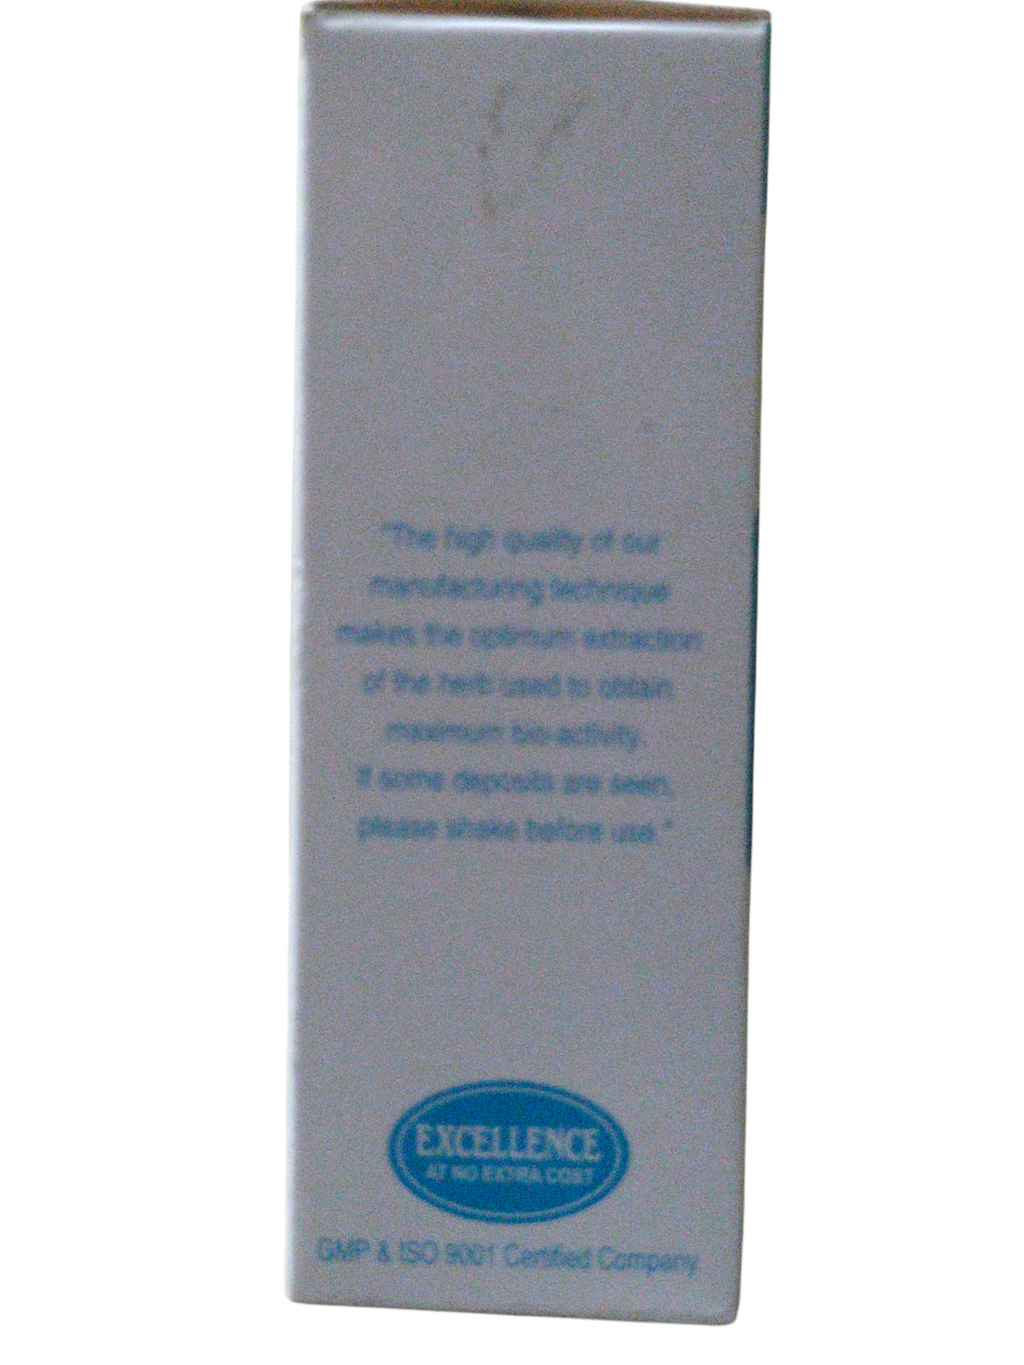 "The high quality of our
manufacturing technique
makes the optimum extraction
of the herb used to obtain
maximum bio-activity.
If some deposits are seen,
please shake before use."
EXCELLENCE
AT NO EXTRA COST
GMP & ISO 9001 Certified Company